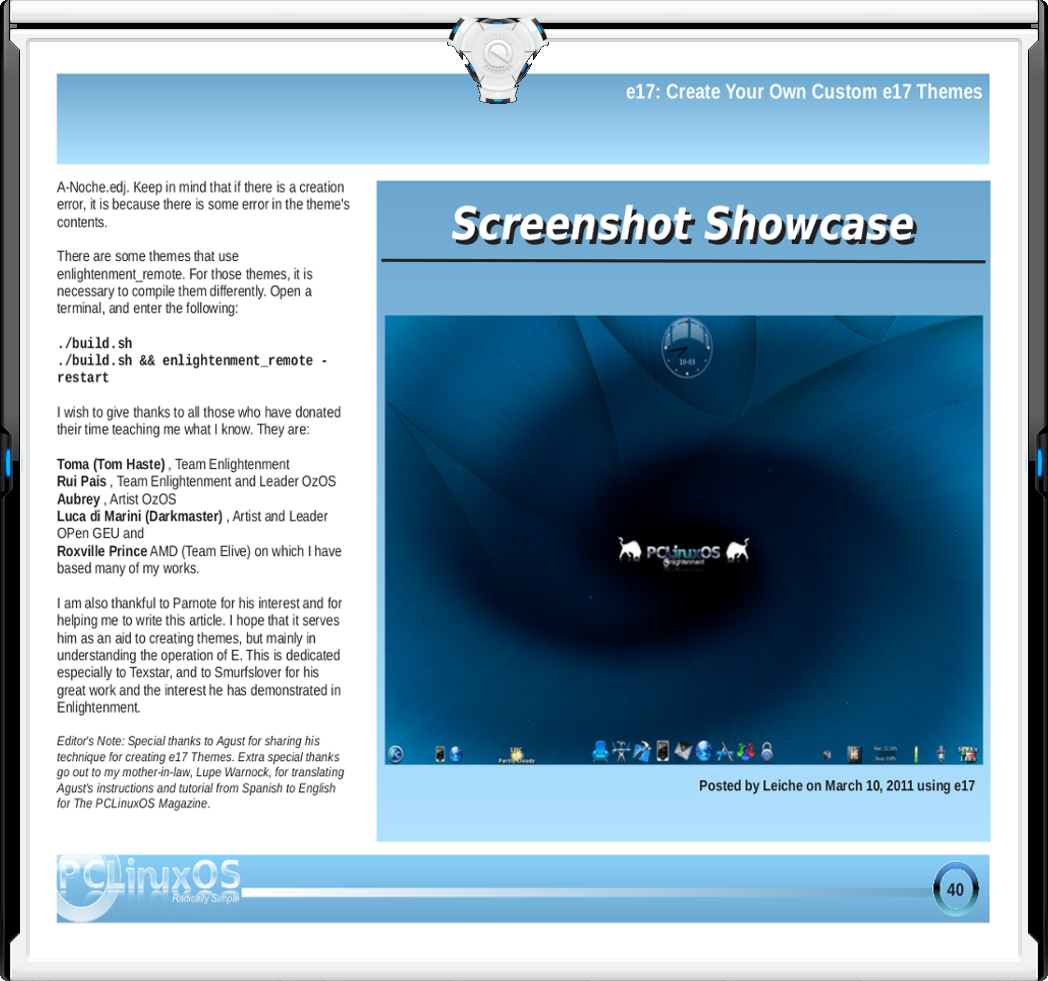 e17: Create Your Own Custom e17 Themes
A-Noche.edj. Keep in mind that if there is a creation
error, it is because there is some error in the theme's
contents.
There are some themes that use
enlightenment_remote. For those themes, it is
necessary to compile them differently. Open a
terminal, and enter the following:
./build.sh
./build.sh && enlightenment_remote -
restart
I wish to give thanks to all those who have donated
their time teaching me what I know. They are:
Toma (Tom Haste) , Team Enlightenment
Rui Pais , Team Enlightenment and Leader OzOS
Aubrey , Artist OzOS
Luca di Marini (Darkmaster) , Artist and Leader
OPen GEU and
Roxville Prince AMD (Team Elive) on which I have
based many of my works.
I am also thankful to Parnote for his interest and for
helping me to write this article. I hope that it serves
him as an aid to creating themes, but mainly in
understanding the operation of E. This is dedicated
especially to Texstar, and to Smurfslover for his
great work and the interest he has demonstrated in
Enlightenment.
Editor's Note: Special thanks to Agust for sharing his
technique for creating e17 Themes. Extra special thanks
go out to my mother-in-law, Lupe Warnock, for translating
Agust's instructions and tutorial from Spanish to English
for The PCLinuxOS Magazine.
Screenshot Showcase
10-03
PCLinuxOS
Enlightenment
Partly Cloudy
Posted by Leiche on March 10, 2011 using e17
PCLinuxOS
Radically Simple
40